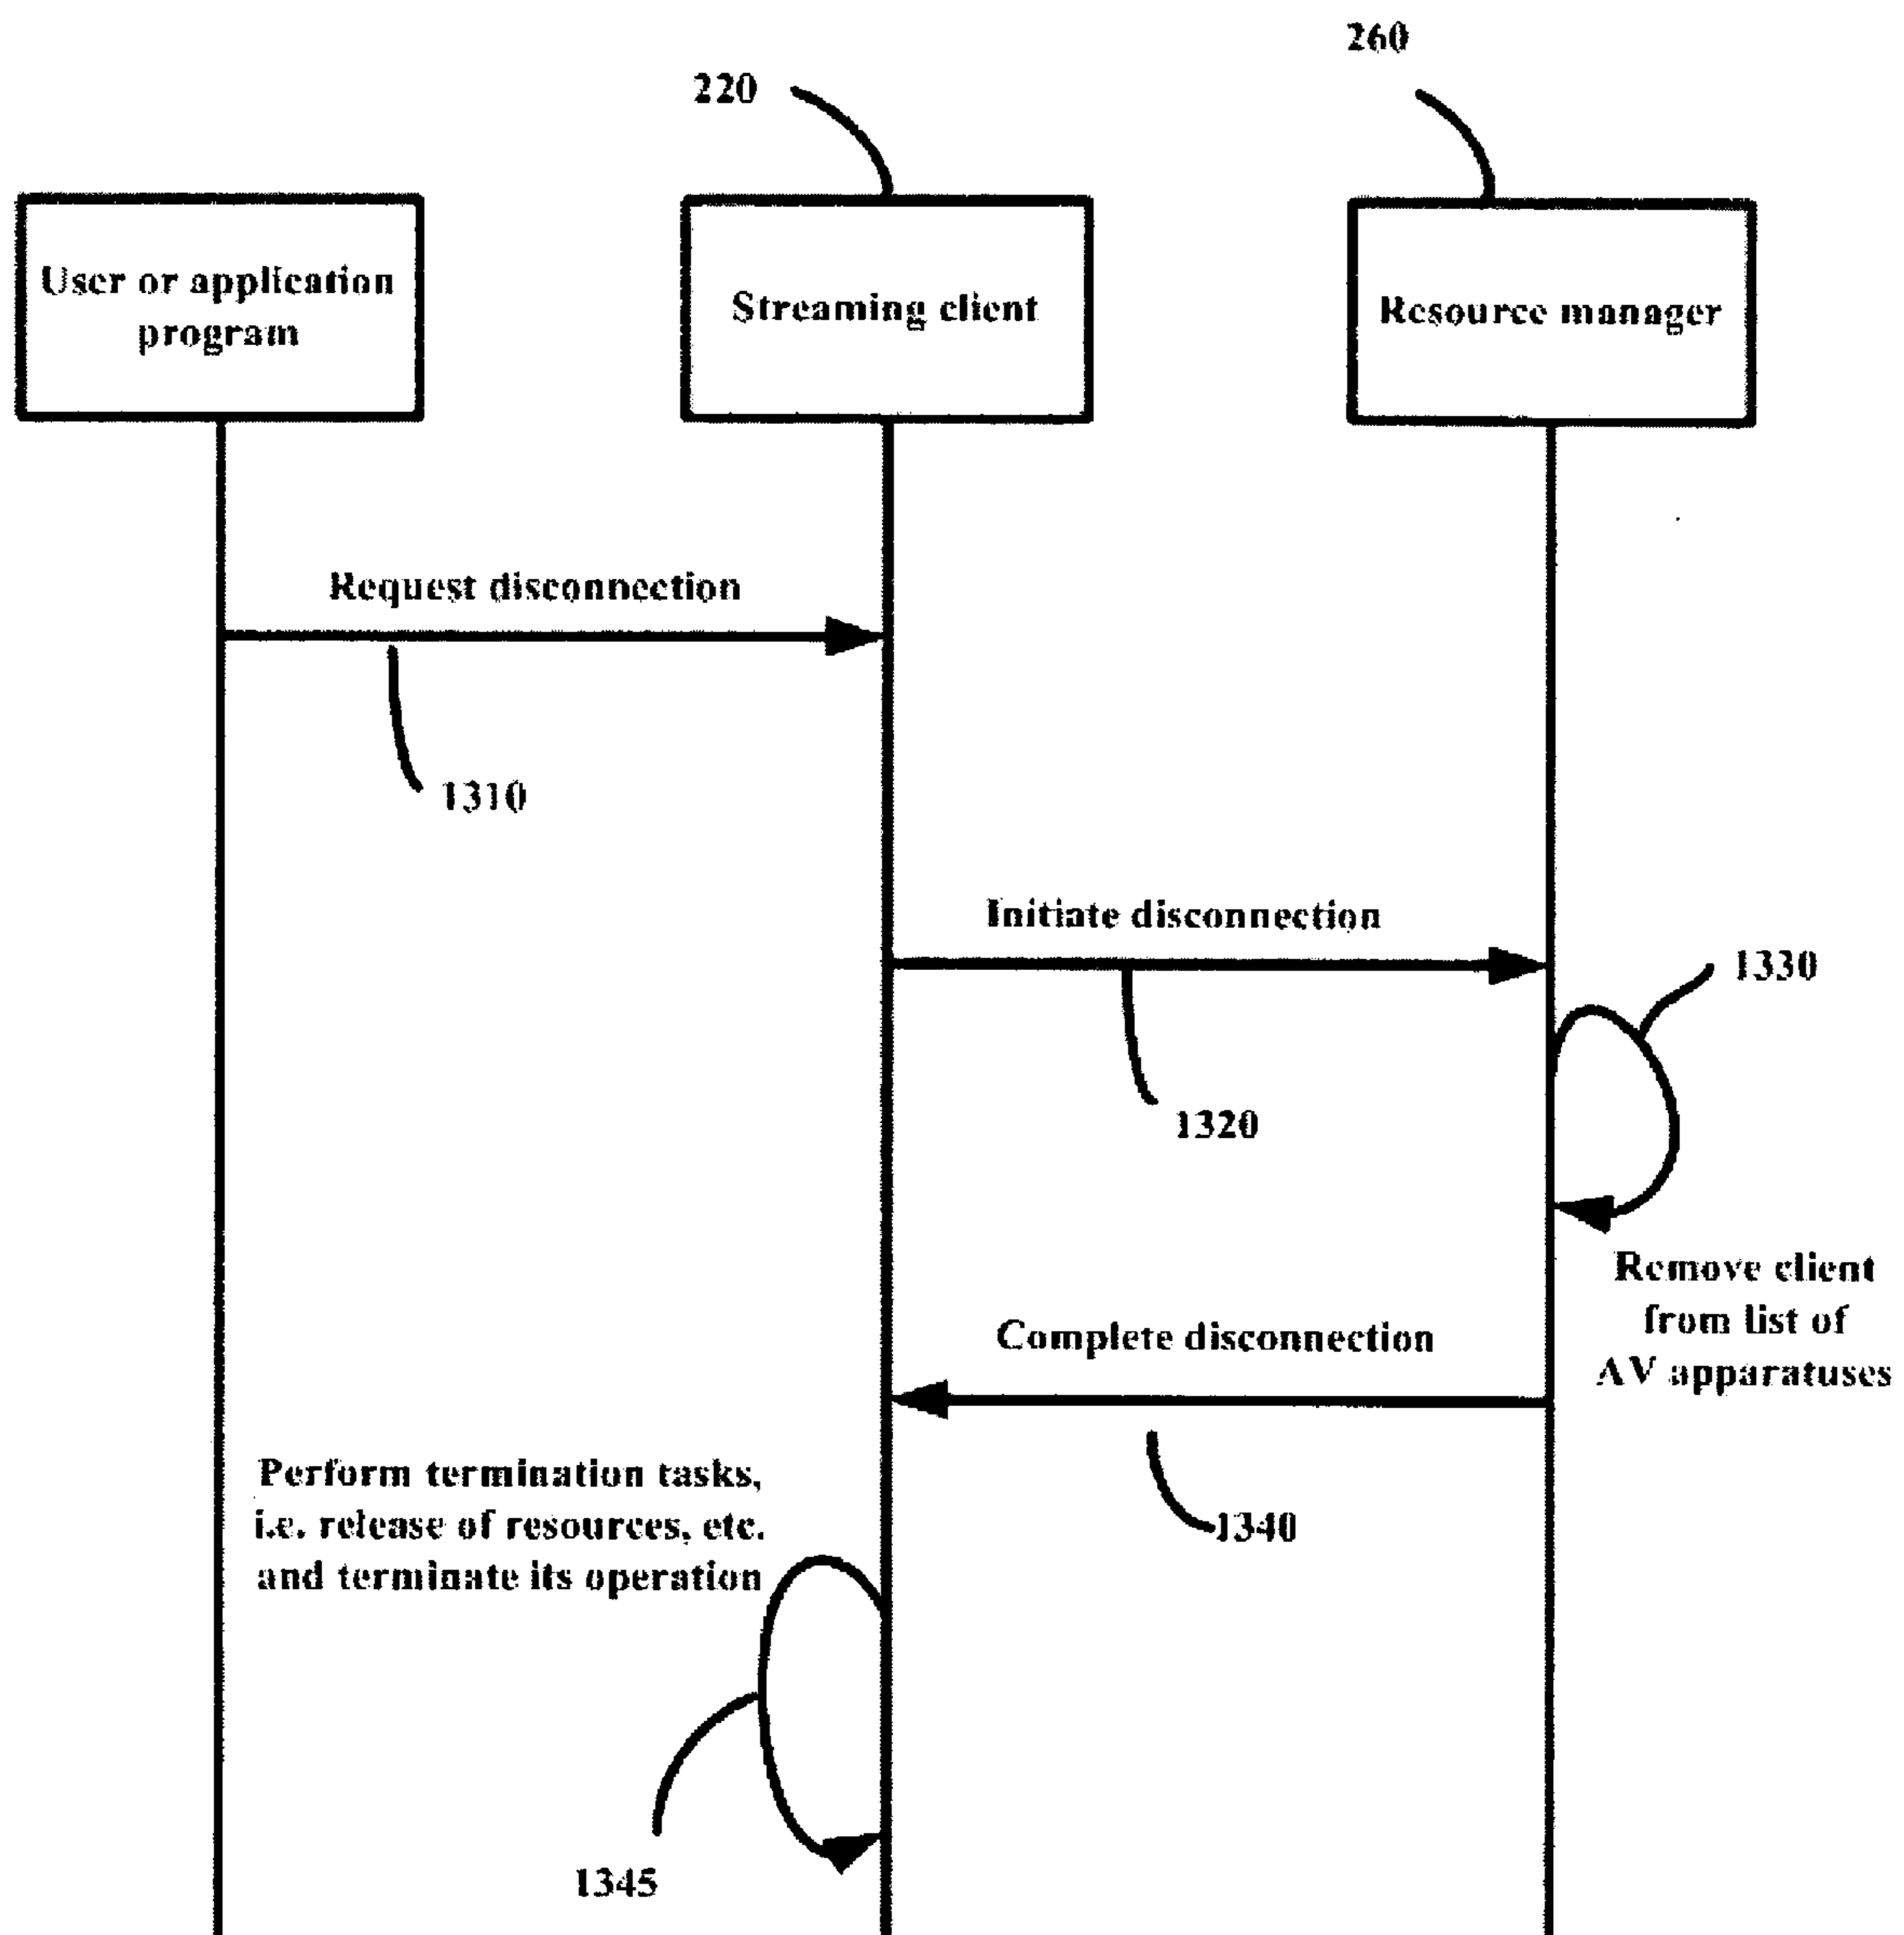 260
220
User or application
program
Streaming client
Resource manager
Request disconnection
1310
Initiate disconnection
1330
1320
Remove client
from list of
AV apparatuses
Complete disconnection
1340
Perform termination tasks,
i.e. release of resources, etc.
and terminate its operation
1345